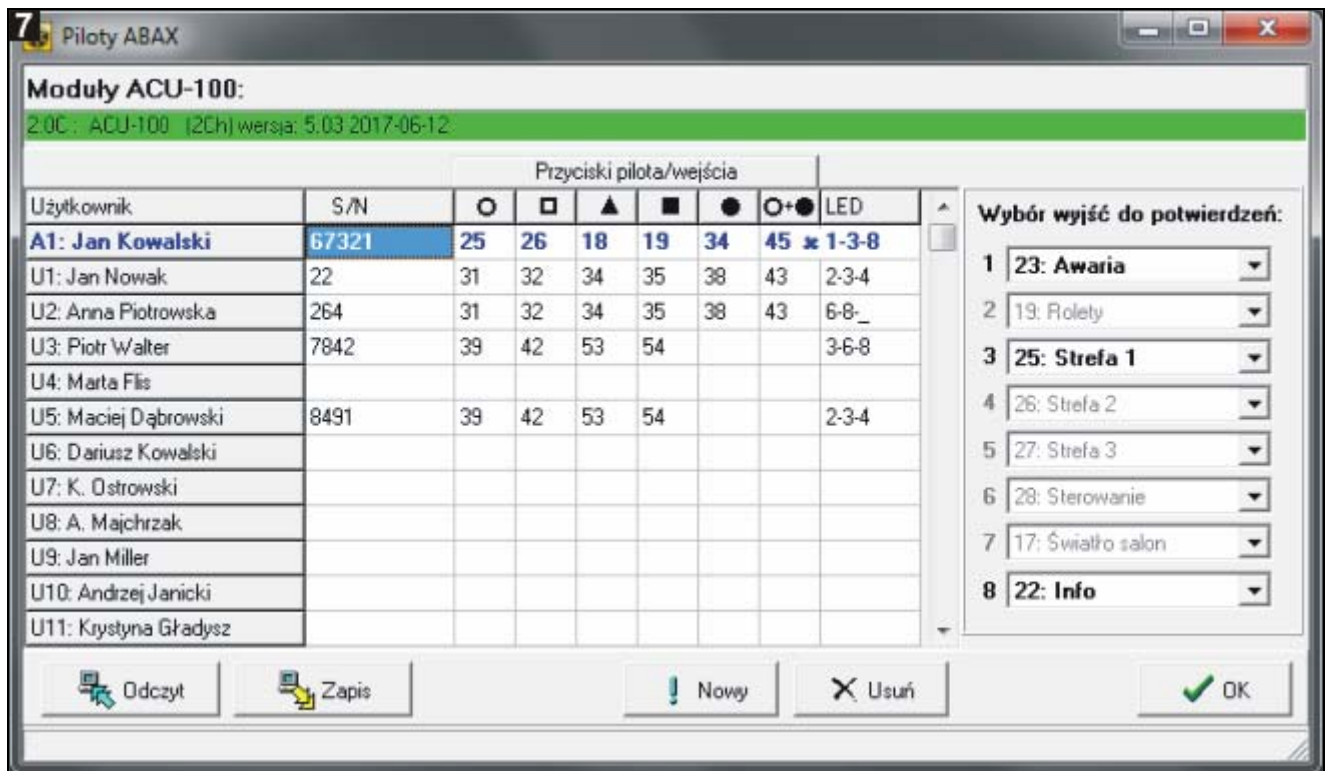 7 Piloty ABAX
Moduły ACU-100:
2.0C : ACU-100 (2Ch) wersja: 5.03 2017-06-12
Przyciski pilota/wejścia
Użytkownik S/N LED
A1: Jan Kowalski 67321 25 26 18 19 34 45 1-3-8
U1: Jan Nowak 22 31 32 34 35 38 43 2-3-4
U2: Anna Piotrowska 264 31 32 34 35 38 43 6-8-_
U3: Piotr Walter 7842 39 42 53 54 3-6-8
U4: Marta Flis
U5: Maciej Dąbrowski 8491 39 42 53 54 2-3-4
U6: Dariusz Kowalski
U7: K. Ostrowski
U8: A. Majchrzak
U9: Jan Miller
U10: Andrzej Janicki
U11: Krystyna Gładysz
Wybór wyjść do potwierdzeń:
1 23: Awaria
2 19: Rolety
3 25: Strefa 1
4 26: Strefa 2
5 27: Strefa 3
6 28: Sterowanie
7 17: Światło salon
8 22: Info
Odczyt Zapis Nowy Usuń OK